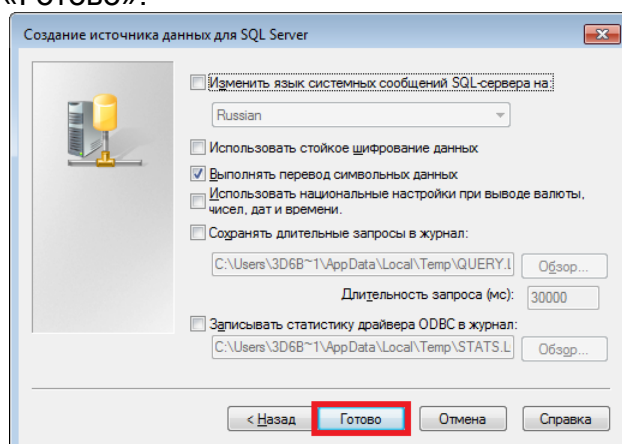 «Готово».
Создание источника данных для SQL Server
Изменить язык системных сообщений SQL-сервера на:
Russian
Использовать стойкое шифрование данных
Выполнять перевод символьных данных
Использовать национальные настройки при выводе валюты,
чисел, дат и времени.
Сохранять длительные запросы в журнал:
C:\Users\3D6B~1\AppData\Local\Temp\QUERY.L
Обзор...
Длительность запроса (мс):
30000
Записывать статистику драйвера ODBC в журнал:
C:\Users\3D6B~1\AppData\Local\Temp\STATS.L
Обзор...
< Назад
Готово
Отмена
Справка